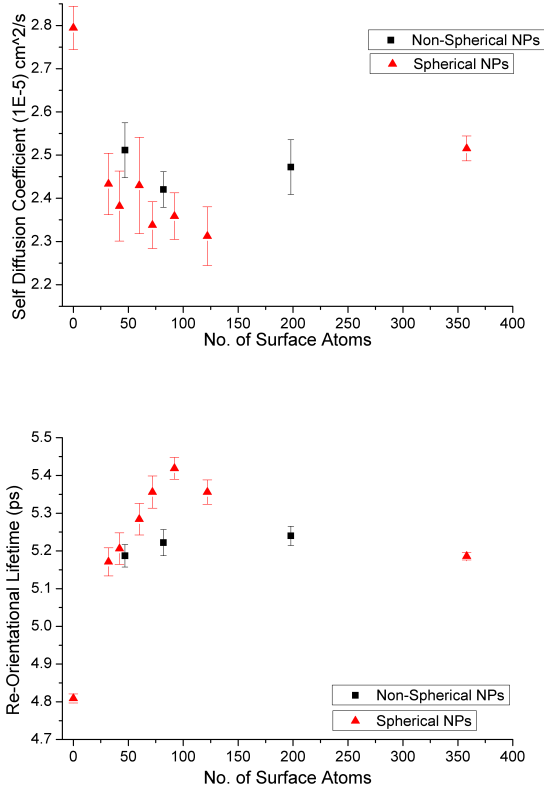 2.8
2.8
2.6
2.5
2.4
2.3
2.2
Self Diffusion Coefficient (1E-5) cm^2/s
Non-Spherical NPs
Spherical NPs
0 50 100 150 200 250 300 350 400
No. of Surface Atoms
5.5
5.4
5.3
5.2
5.1
5.0
4.9
4.8
4.7
Re-Orientational Lifetime (ps)
Non-Spherical NPs
Spherical NPs
0 50 100 150 200 250 300 350 400
No. of Surface Atoms